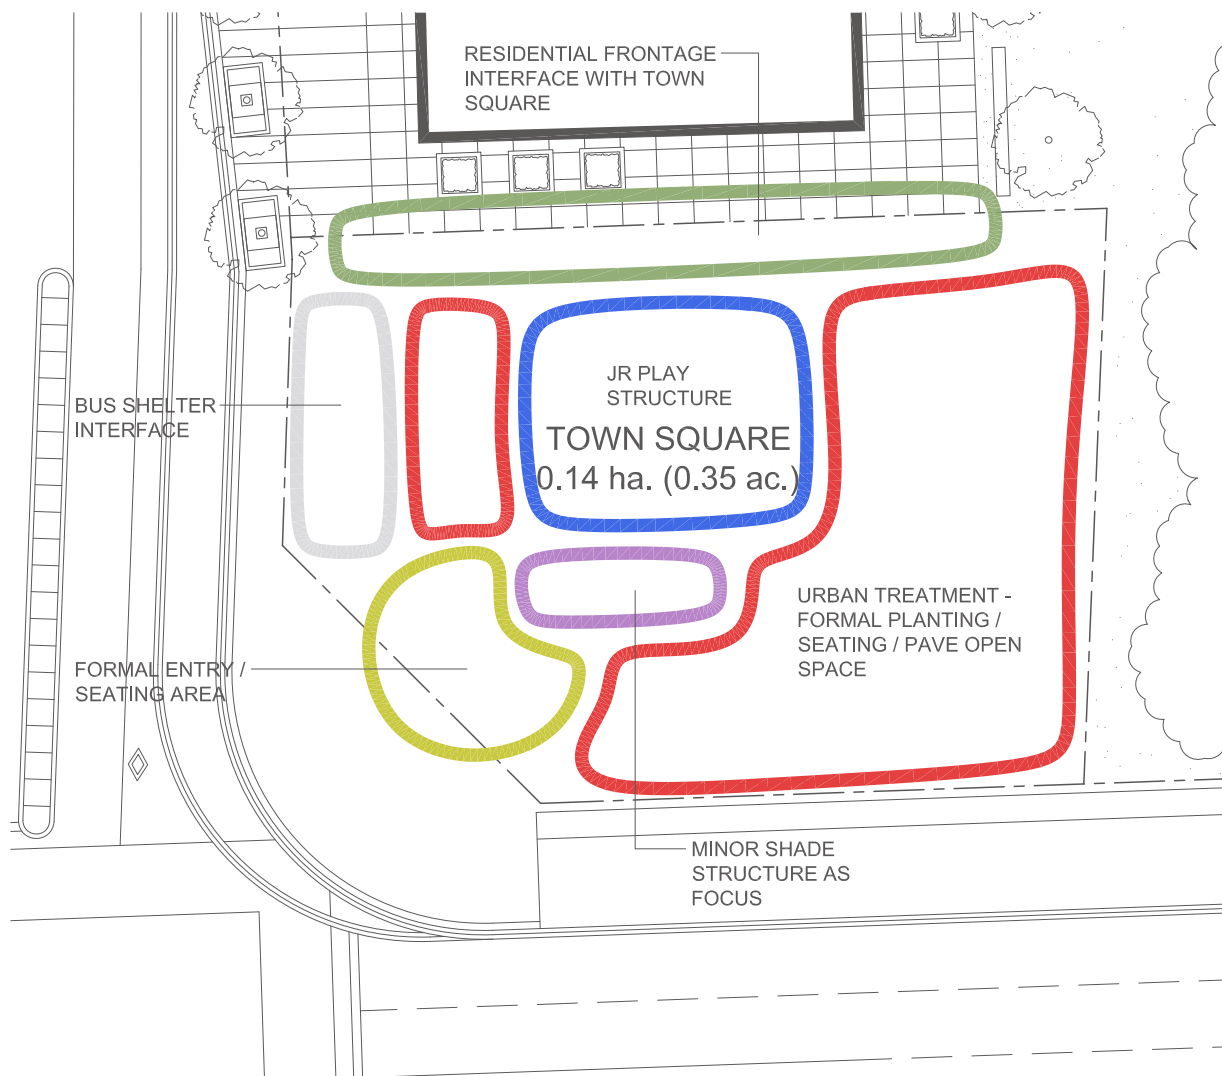 RESIDENTIAL FRONTAGE
INTERFACE WITH TOWN
SQUARE
JR PLAY
STRUCTURE
TOWN SQUARE
0.14 ha. (0.35 ac.)
BUS SHELTER
INTERFACE
URBAN TREATMENT -
FORMAL PLANTING /
SEATING / PAVE OPEN
SPACE
FORMAL ENTRY /
SEATING AREA
MINOR SHADE
STRUCTURE AS
FOCUS